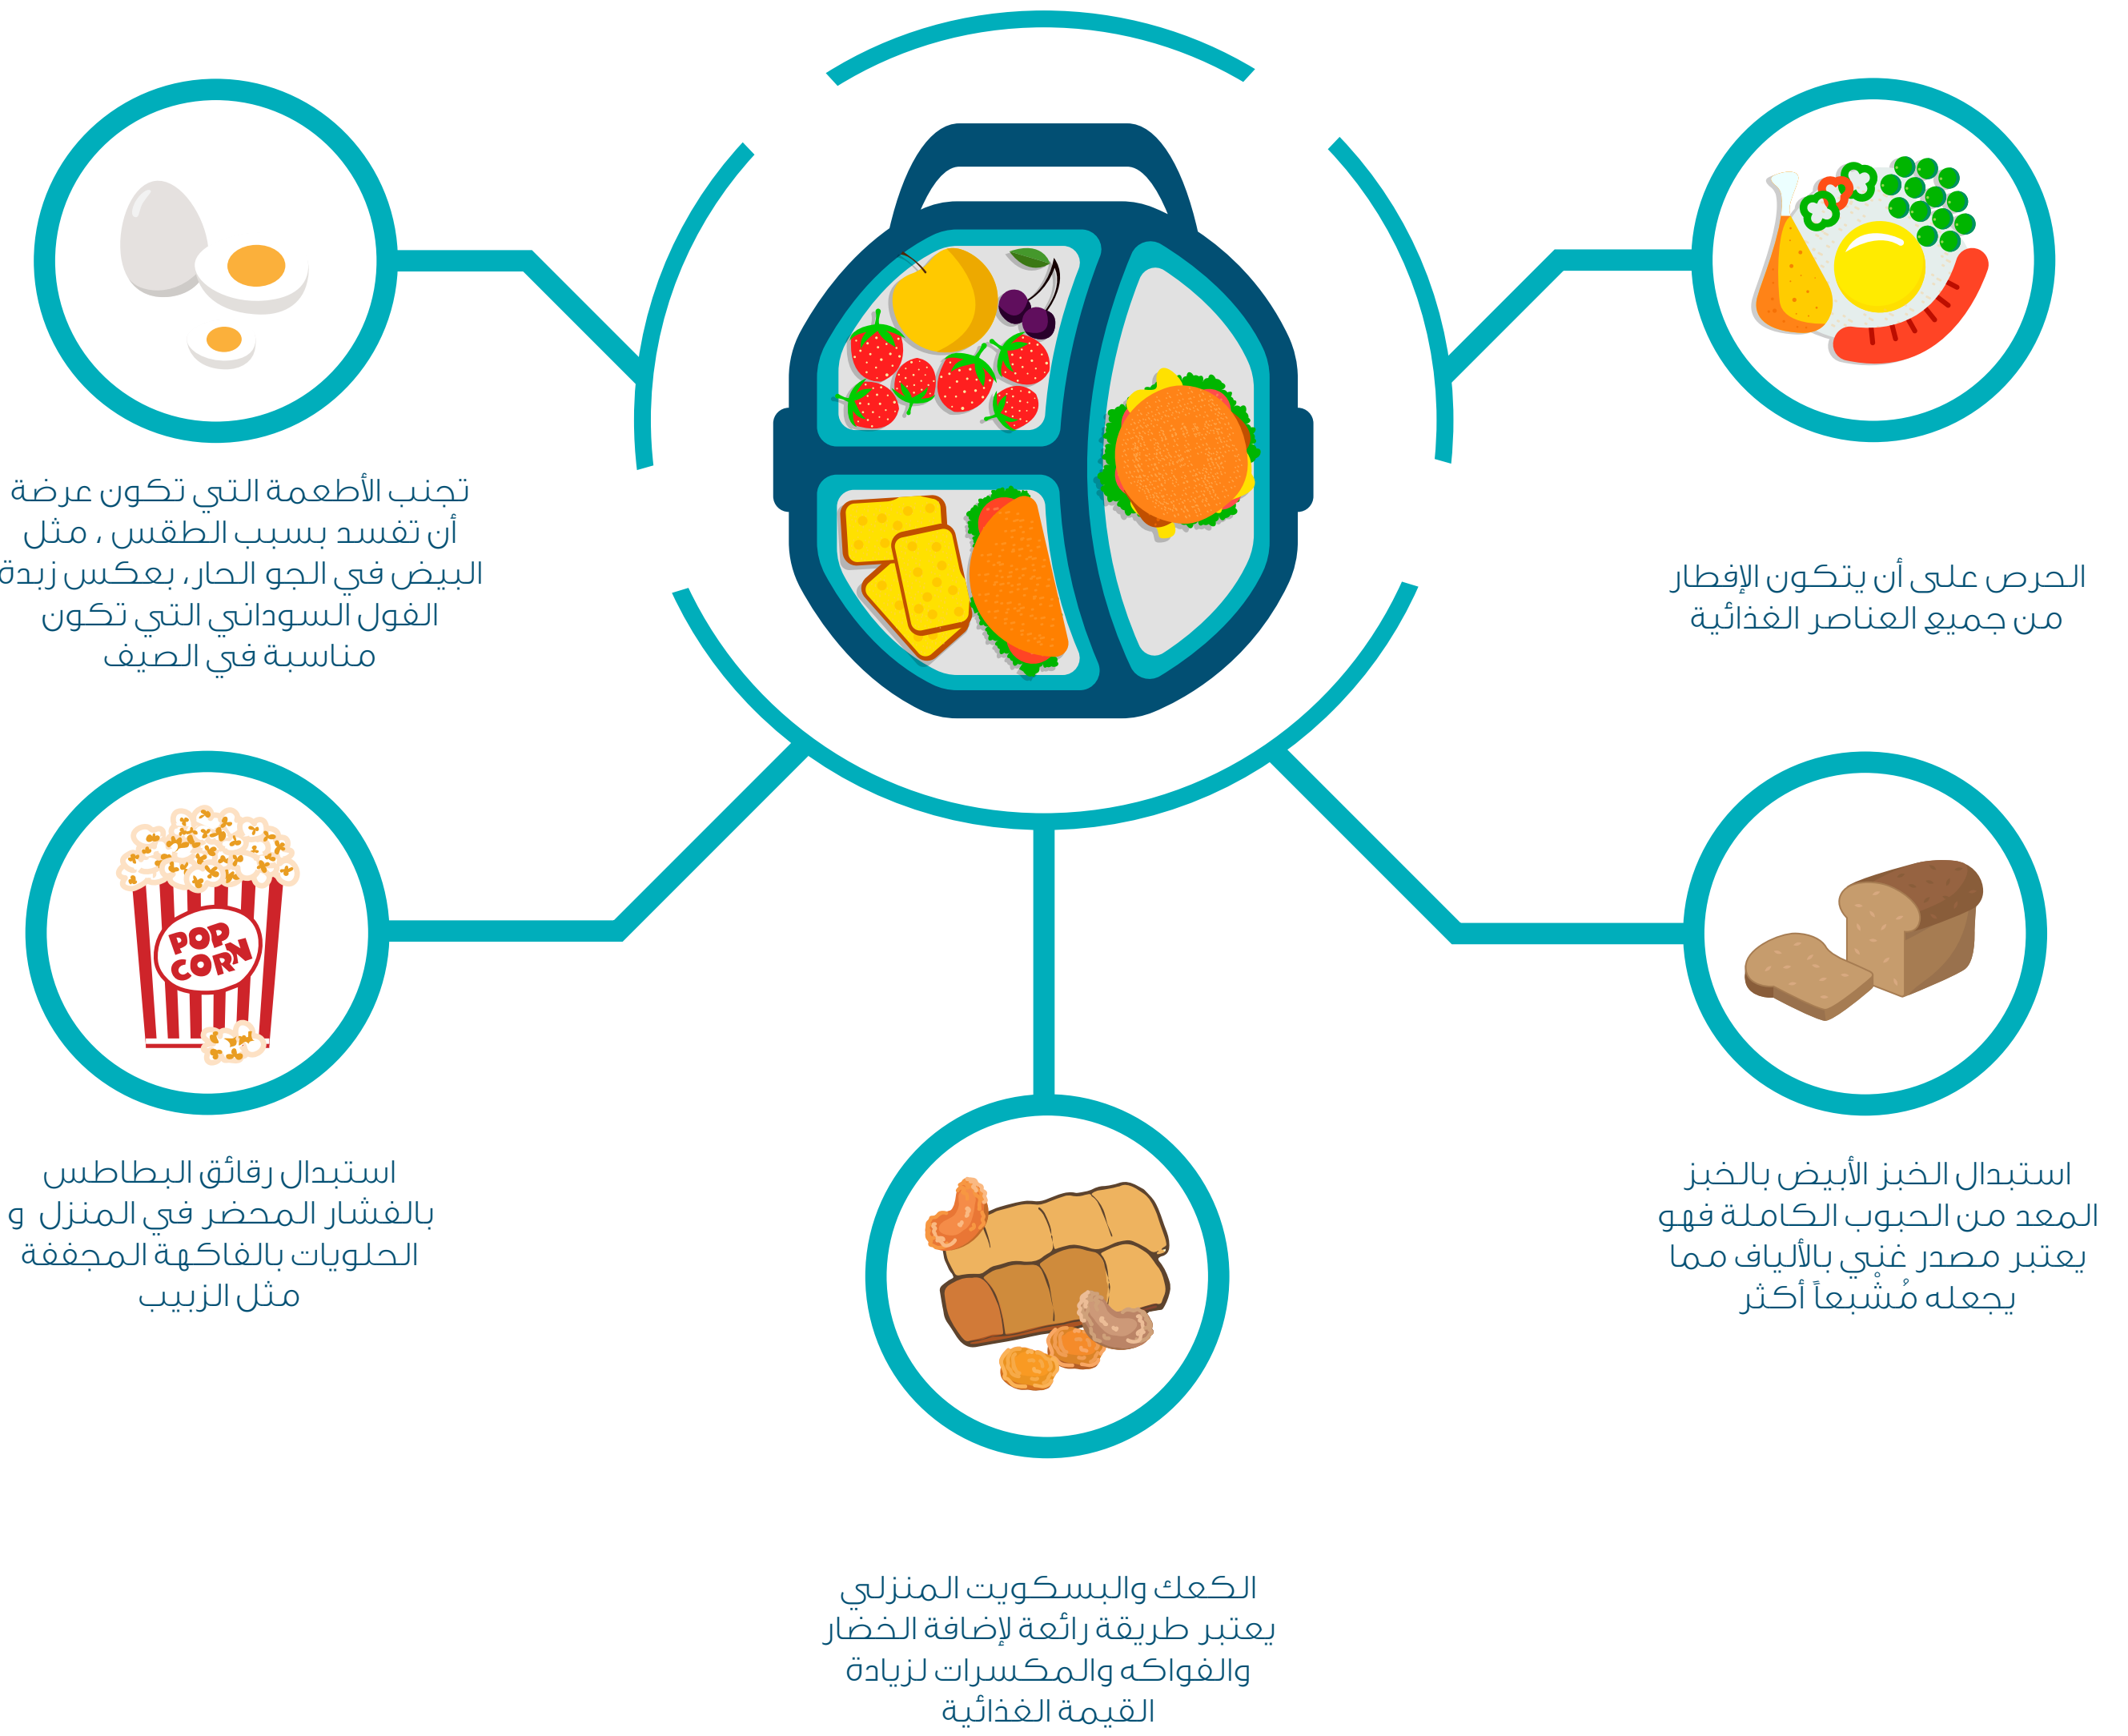 الحرص على أن يتكون الإفطار
من جميع العناصر الغذائية
تجنب الأطعمة التي تكون عرضة
أن تفسد بسبب الطقس ، مثل
البيض في الجو الحار، بعكس زبدة
الفول السوداني التي تكون
مناسبة في الصيف
استبدال الخبز الأبيض بالخبز
المعد من الحبوب الكاملة فهو
يعتبر مصدر غني بالألياف مما
يجعله مُشْبعاً أكثر
POP
CORN
استبدال رقائق البطاطس
بالفشار المحضر في المنزل و
الحلويات بالفاكهة المجففة
مثل الزبيب
الكعك والبسكويت المنزلي
يعتبر طريقة رائعة لإضافة الخضار
والفواكه والمكسرات لزيادة
القيمة الغذائية